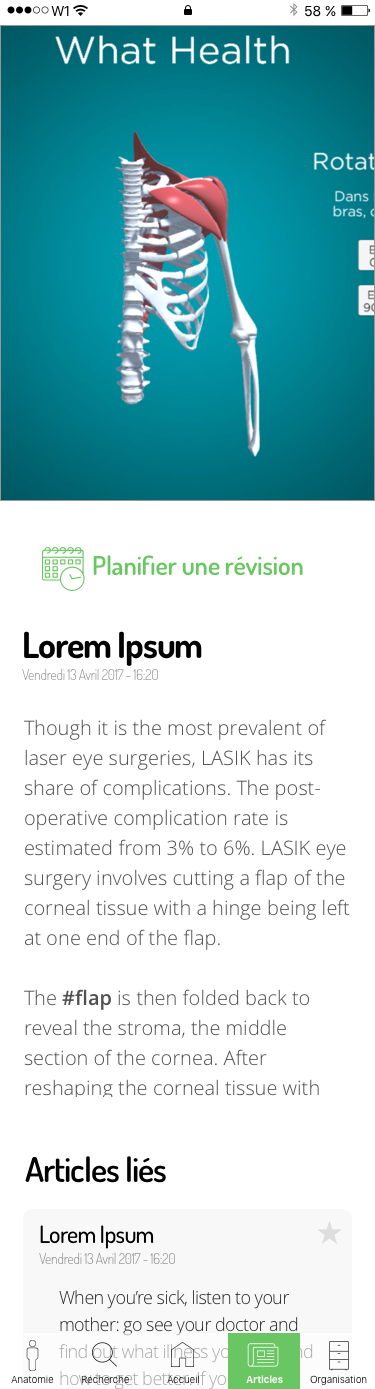 W1 58 %
What Health
Rotat
Dans
bras, c
E
0
E
90
Planifier une révision
Lorem Ipsum
Vendredi 13 Avril 2017 - 16:20
Though it is the most prevalent of
laser eye surgeries, LASIK has its
share of complications. The post-
operative complication rate is
estimated from 3% to 6%. LASIK eye
surgery involves cutting a flap of the
corneal tissue with a hinge being left
at one end of the flap.
The #flap is then folded back to
reveal the stroma, the middle
section of the cornea. After
reshaping the corneal tissue with
Articles liés
Lorem Ipsum
Vendredi 13 Avril 2017 - 16:20
When you're sick, listen to your
mother: go see your doctor and
find out what illness yo nd
how to get better. If yo
Anatomie Recherche Accueil Articles Organisation